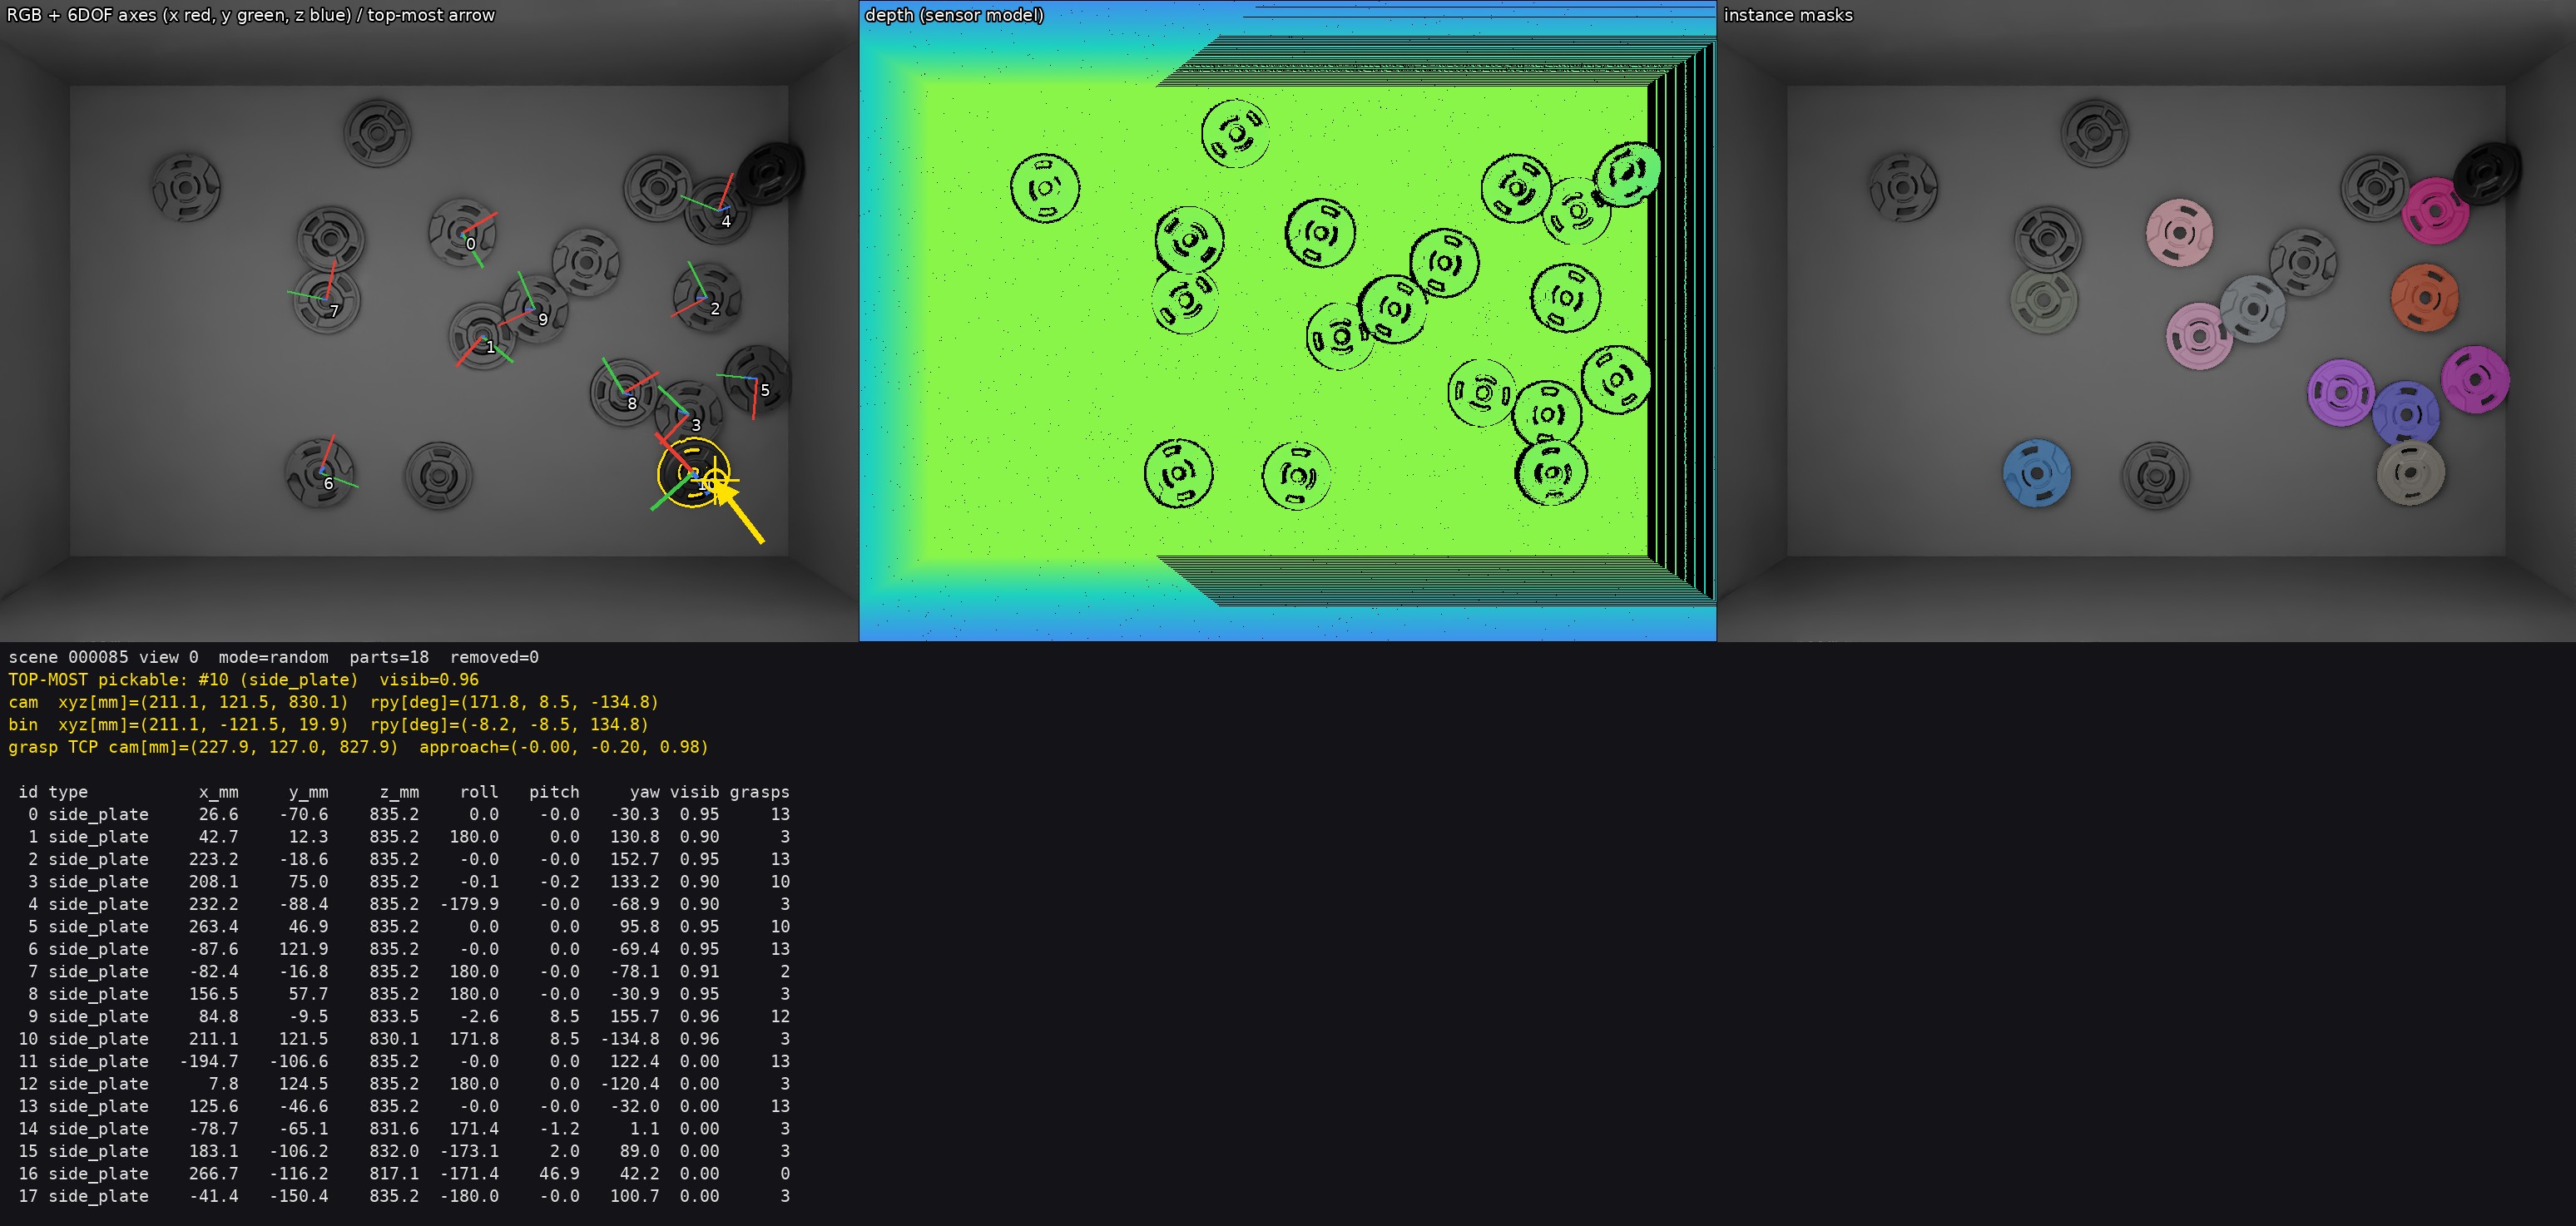 RGB + 6DOF axes (x red, y green, z blue) / top-most arrow
depth (sensor model)
instance masks
4
0
7
2
9
1
5
8
3
6
scene 000085 view 0  mode=random  parts=18  removed=0
TOP-MOST pickable: #10 (side_plate)  visib=0.96
cam  xyz[mm]=(211.1, 121.5, 830.1)  rpy[deg]=(171.8, 8.5, -134.8)
bin  xyz[mm]=(211.1, -121.5, 19.9)  rpy[deg]=(-8.2, -8.5, 134.8)
grasp TCP cam[mm]=(227.9, 127.0, 827.9)  approach=(-0.00, -0.20, 0.98)
id type x_mm y_mm z_mm roll pitch yaw visib grasps
0 side_plate 26.6 -70.6 835.2 0.0 -0.0 -30.3 0.95 13
1 side_plate 42.7 12.3 835.2 180.0 0.0 130.8 0.90 3
2 side_plate 223.2 -18.6 835.2 -0.0 -0.0 152.7 0.95 13
3 side_plate 208.1 75.0 835.2 -0.1 -0.2 133.2 0.90 10
4 side_plate 232.2 -88.4 835.2 -179.9 -0.0 -68.9 0.90 3
5 side_plate 263.4 46.9 835.2 0.0 0.0 95.8 0.95 10
6 side_plate -87.6 121.9 835.2 -0.0 0.0 -69.4 0.95 13
7 side_plate -82.4 -16.8 835.2 180.0 -0.0 -78.1 0.91 2
8 side_plate 156.5 57.7 835.2 180.0 -0.0 -30.9 0.95 3
9 side_plate 84.8 -9.5 833.5 -2.6 8.5 155.7 0.96 12
10 side_plate 211.1 121.5 830.1 171.8 8.5 -134.8 0.96 3
11 side_plate -194.7 -106.6 835.2 -0.0 0.0 122.4 0.00 13
12 side_plate 7.8 124.5 835.2 180.0 0.0 -120.4 0.00 3
13 side_plate 125.6 -46.6 835.2 -0.0 -0.0 -32.0 0.00 13
14 side_plate -78.7 -65.1 831.6 171.4 -1.2 1.1 0.00 3
15 side_plate 183.1 -106.2 832.0 -173.1 2.0 89.0 0.00 3
16 side_plate 266.7 -116.2 817.1 -171.4 46.9 42.2 0.00 0
17 side_plate -41.4 -150.4 835.2 -180.0 -0.0 100.7 0.00 3